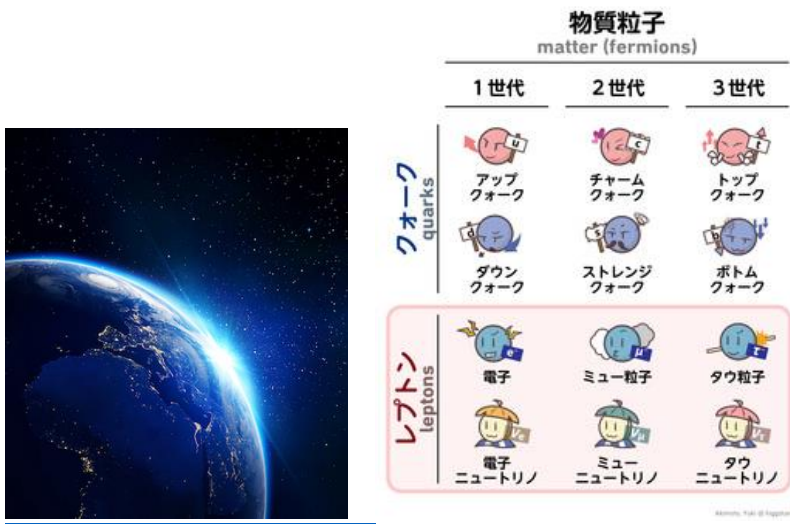 物質粒子
matter (fermions)
1世代
2世代
3世代
クォーク
quarks
u
c
t
アップ
クォーク
チャーム
クォーク
トップ
クォーク
d
s
b
ダウン
クォーク
ストレンジ
クォーク
ボトム
クォーク
レプトン
leptons
e
μ
τ
電子
ミュー粒子
タウ粒子
νe
νμ
ντ
電子
ニュートリノ
ミュー
ニュートリノ
タウ
ニュートリノ